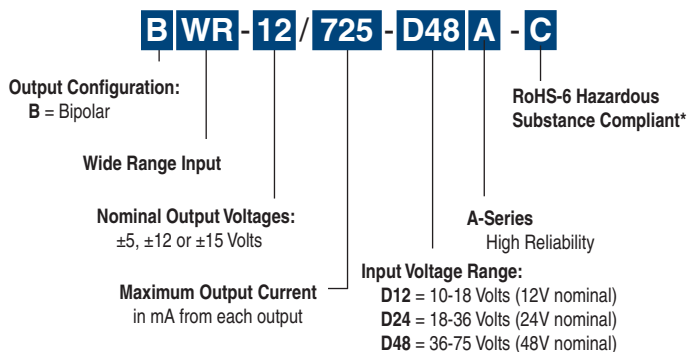 BWR-12/725-D48A-C
Output Configuration:
B = Bipolar
RoHS-6 Hazardous
Substance Compliant*
Wide Range Input
Nominal Output Voltages:
±5, ±12 or ±15 Volts
A-Series
High Reliability
Maximum Output Current
in mA from each output
Input Voltage Range:
D12 = 10-18 Volts (12V nominal)
D24 = 18-36 Volts (24V nominal)
D48 = 36-75 Volts (48V nominal)